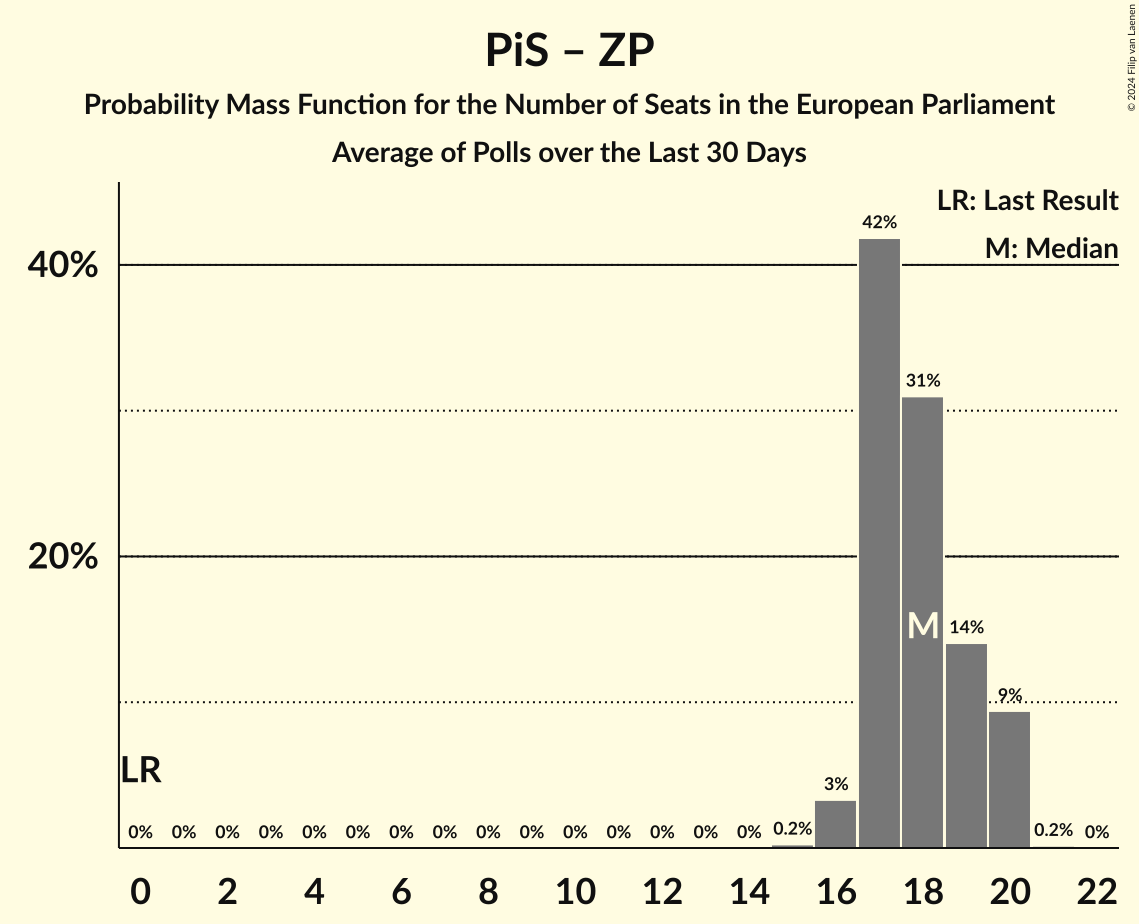 PiS – ZP
Probability Mass Function for the Number of Seats in the European Parliament
Average of Polls over the Last 30 Days
© 2024 Filip van Laenen
LR: Last Result
M: Median
42%
40%
31%
20%
M
14%
9%
LR
3%
0% 0% 0% 0% 0% 0% 0% 0% 0% 0% 0% 0% 0% 0% 0% 0.2% 0.2% 0%
0 2 4 6 8 10 12 14 16 18 20 22